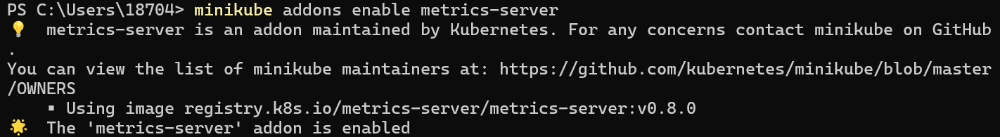 PS C:\Users\18704> minikube addons enable metrics-server
💡  metrics-server is an addon maintained by Kubernetes. For any concerns contact minikube on GitHub
.
You can view the list of minikube maintainers at: https://github.com/kubernetes/minikube/blob/master
/OWNERS
    ▪ Using image registry.k8s.io/metrics-server/metrics-server:v0.8.0
🌟  The 'metrics-server' addon is enabled